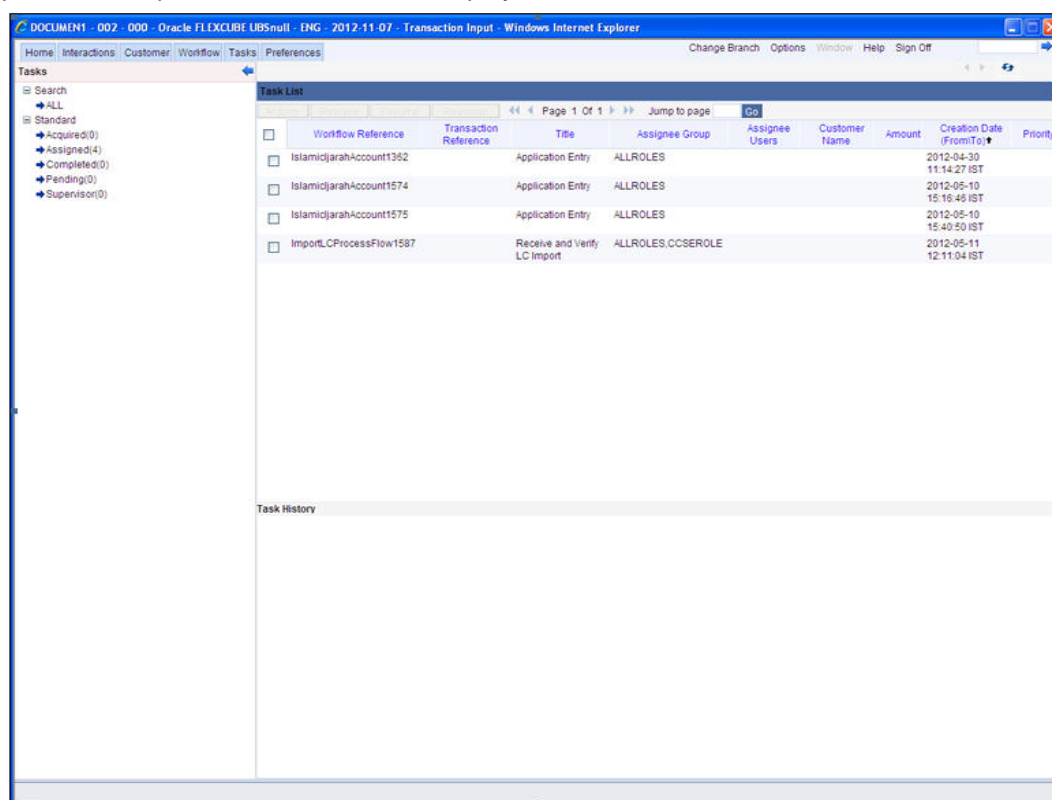 DOCUMEN1 - 002 - 000 - Oracle FLEXCUBE UBSnull - ENG - 2012-11-07 - Transaction Input - Windows Internet Explorer
Home Interactions Customer Workflow Tasks Preferences
Change Branch Options Window Help Sign Off
Tasks
Search
ALL
Standard
Acquired(0)
Assigned(4)
Completed(0)
Pending(0)
Supervisor(0)
Task List
Page 1 Of 1 Jump to page Go
Workflow Reference Transaction Reference Title Assignee Group Assignee Users Customer Name Amount Creation Date (From\To) Priority
IslamicIjarahAccount1362 Application Entry ALLROLES 2012-04-30
11:14:27 IST
IslamicIjarahAccount1574 Application Entry ALLROLES 2012-05-10
15:16:46 IST
IslamicIjarahAccount1575 Application Entry ALLROLES 2012-05-10
15:40:50 IST
ImportLCProcessFlow1587 Receive and Verify ALLROLES,CCSEROLE 2012-05-11
LC Import 12:11:04 IST
Task History